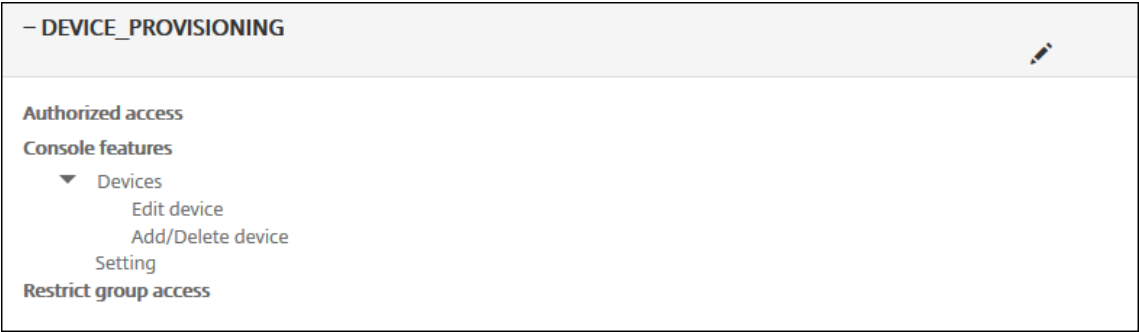 – DEVICE_PROVISIONING
Authorized access
Console features
Devices
Edit device
Add/Delete device
Setting
Restrict group access